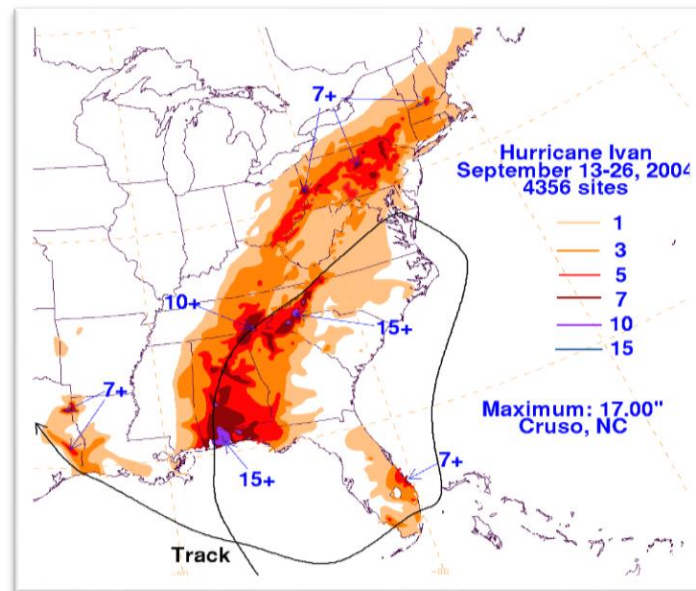 7+
Hurricane Ivan
September 13-26, 2004
4356 sites
1
3
5
7
10
15
10+
15+
7+
Maximum: 17.00"
Cruso, NC
7+
15+
Track